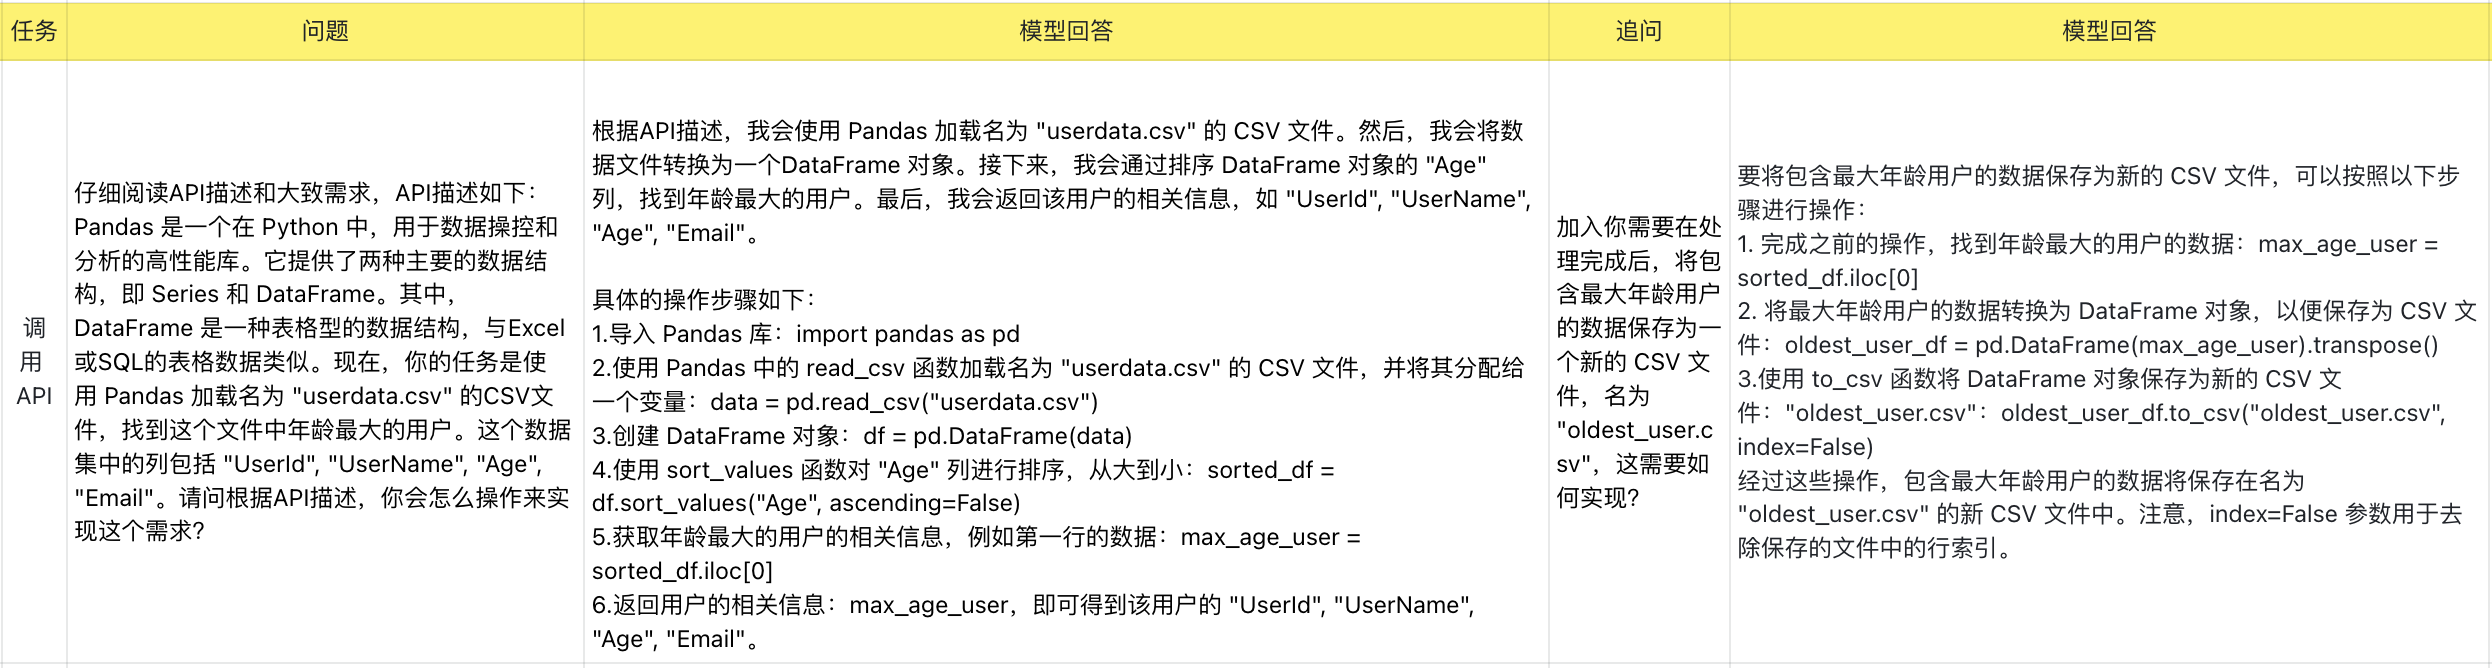 任务
问题
模型回答
追问
模型回答
调
用
API
仔细阅读API描述和大致需求，API描述如下：
Pandas 是一个在 Python 中，用于数据操控和
分析的高性能库。它提供了两种主要的数据结
构，即 Series 和 DataFrame。其中，
DataFrame 是一种表格型的数据结构，与Excel
或SQL的表格数据类似。现在，你的任务是使
用 Pandas 加载名为 "userdata.csv" 的CSV文
件，找到这个文件中年龄最大的用户。这个数据
集中的列包括 "UserId", "UserName", "Age",
"Email"。请问根据API描述，你会怎么操作来实
现这个需求？
根据API描述，我会使用 Pandas 加载名为 "userdata.csv" 的 CSV 文件。然后，我会将数
据文件转换为一个DataFrame 对象。接下来，我会通过排序 DataFrame 对象的 "Age"
列，找到年龄最大的用户。最后，我会返回该用户的相关信息，如 "UserId", "UserName",
"Age", "Email"。
具体的操作步骤如下：
1.导入 Pandas 库：import pandas as pd
2.使用 Pandas 中的 read_csv 函数加载名为 "userdata.csv" 的 CSV 文件，并将其分配给
一个变量：data = pd.read_csv("userdata.csv")
3.创建 DataFrame 对象：df = pd.DataFrame(data)
4.使用 sort_values 函数对 "Age" 列进行排序，从大到小：sorted_df =
df.sort_values("Age", ascending=False)
5.获取年龄最大的用户的相关信息，例如第一行的数据：max_age_user =
sorted_df.iloc[0]
6.返回用户的相关信息：max_age_user，即可得到该用户的 "UserId", "UserName",
"Age", "Email"。
加入你需要在处
理完成后，将包
含最大年龄用户
的数据保存为一
个新的 CSV 文
件，名为
"oldest_user.c
sv"，这需要如
何实现？
要将包含最大年龄用户的数据保存为新的 CSV 文件，可以按照以下步
骤进行操作：
1. 完成之前的操作，找到年龄最大的用户的数据：max_age_user =
sorted_df.iloc[0]
2. 将最大年龄用户的数据转换为 DataFrame 对象，以便保存为 CSV 文
件：oldest_user_df = pd.DataFrame(max_age_user).transpose()
3.使用 to_csv 函数将 DataFrame 对象保存为新的 CSV 文
件："oldest_user.csv"：oldest_user_df.to_csv("oldest_user.csv",
index=False)
经过这些操作，包含最大年龄用户的数据将保存在名为
"oldest_user.csv" 的新 CSV 文件中。注意，index=False 参数用于去
除保存的文件中的行索引。